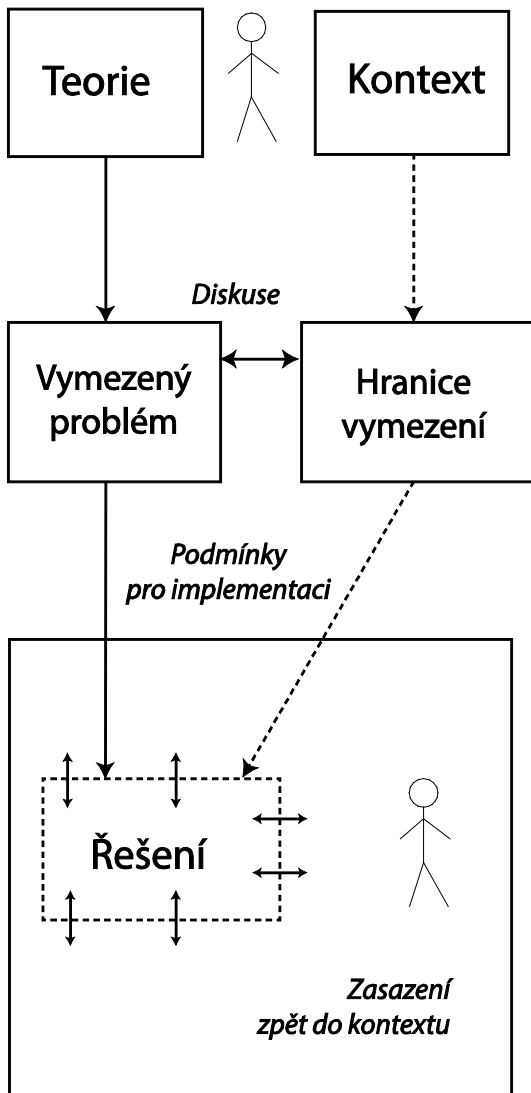 Teorie
Kontext
Diskuse
Vymezený
problém
Hranice
vymezení
Podmínky
pro implementaci
Řešení
Zasazení
zpět do kontextu